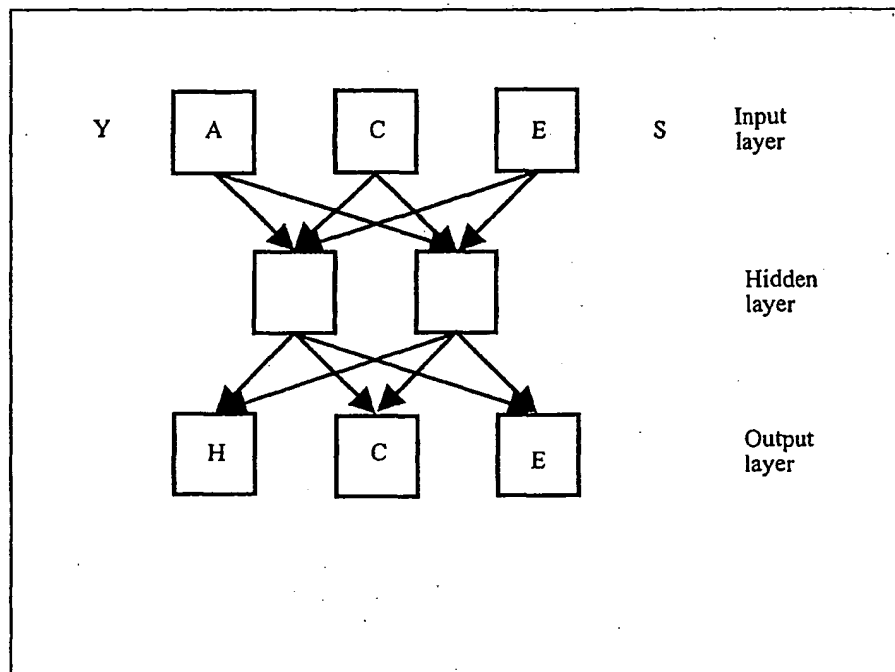 Y A C E S Input
layer
Hidden
layer
H C E Output
layer